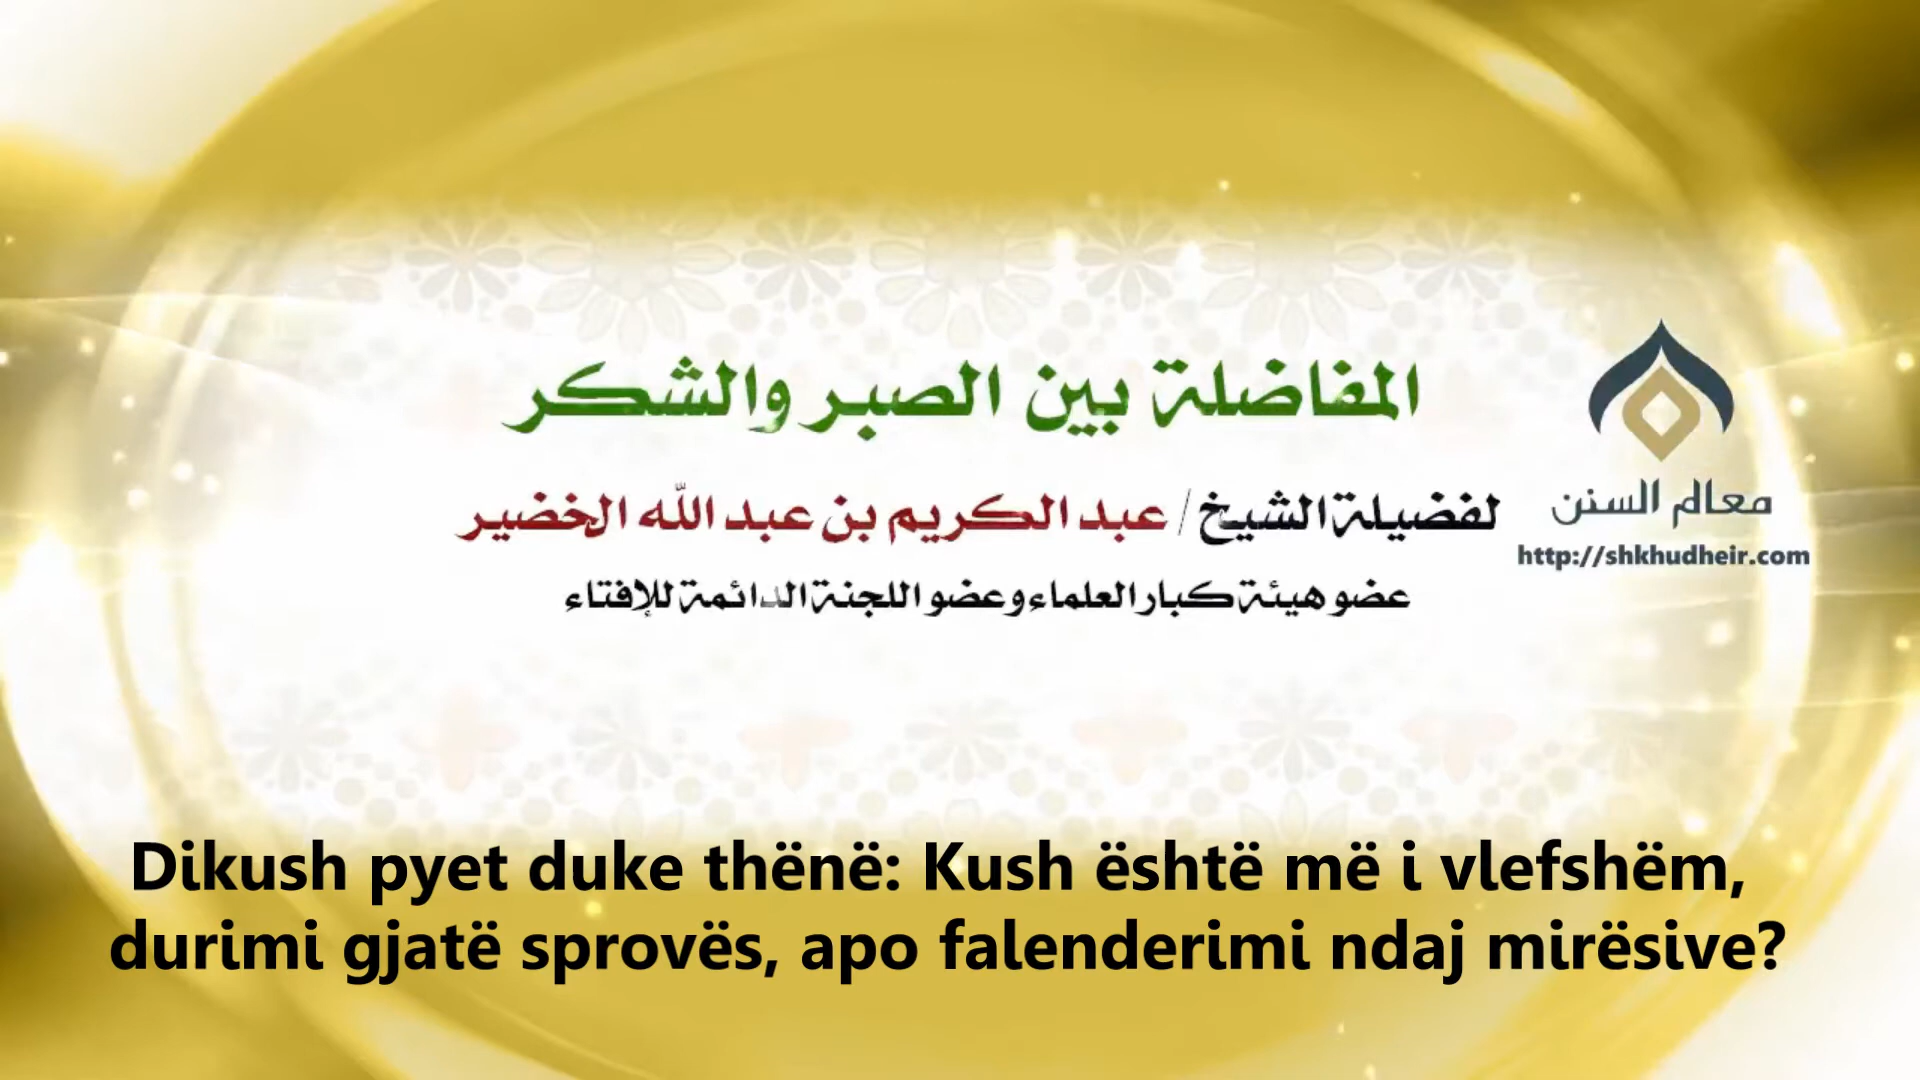 المفاضلة بين الصبر والشكر
لفضيلة الشيخ / عبد الكريم بن عبد الله الخضير
عضو هيئة كبار العلماء وعضو اللجنة الدائمة للإفتاء
معالم السنن
http://shkhudheir.com
Dikush pyet duke thënë: Kush është më i vlefshëm,
durimi gjatë sprovës, apo falenderimi ndaj mirësive?